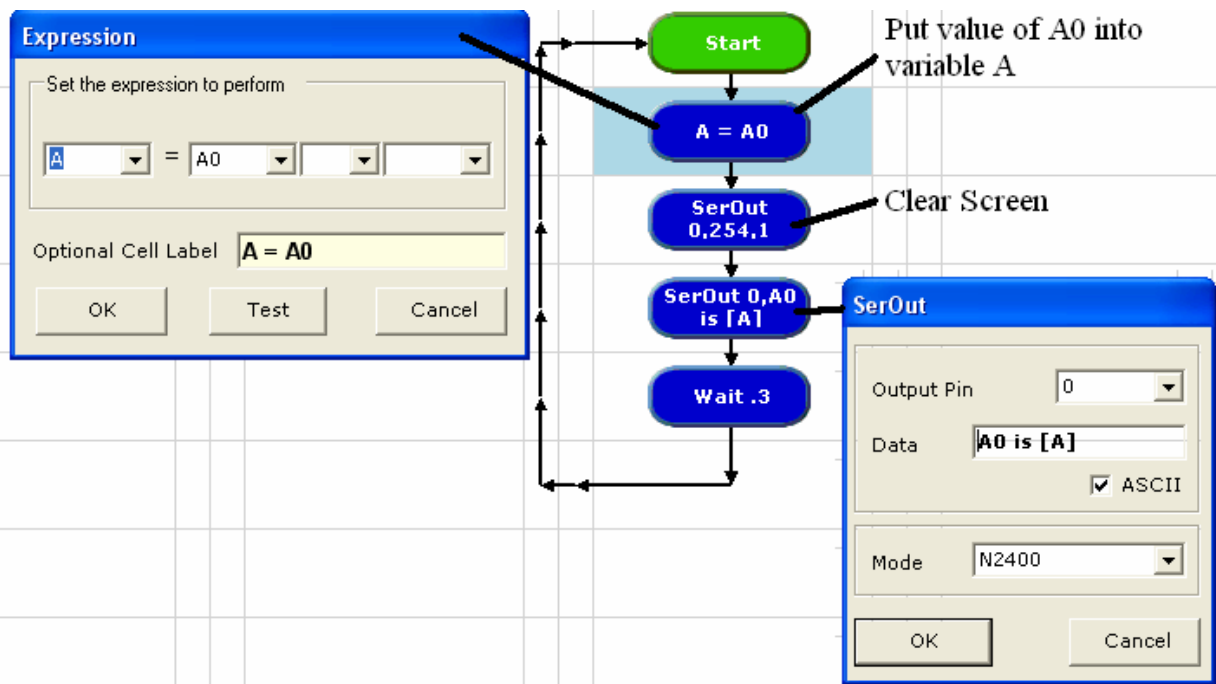 Expression
Set the expression to perform
A = A0
Optional Cell Label A = A0
OK Test Cancel
Start
A = A0
SerOut
0,254,1
SerOut 0,A0
is [A]
Wait .3
Put value of A0 into
variable A
Clear Screen
SerOut
Output Pin 0
Data A0 is [A]
ASCII
Mode N2400
OK Cancel